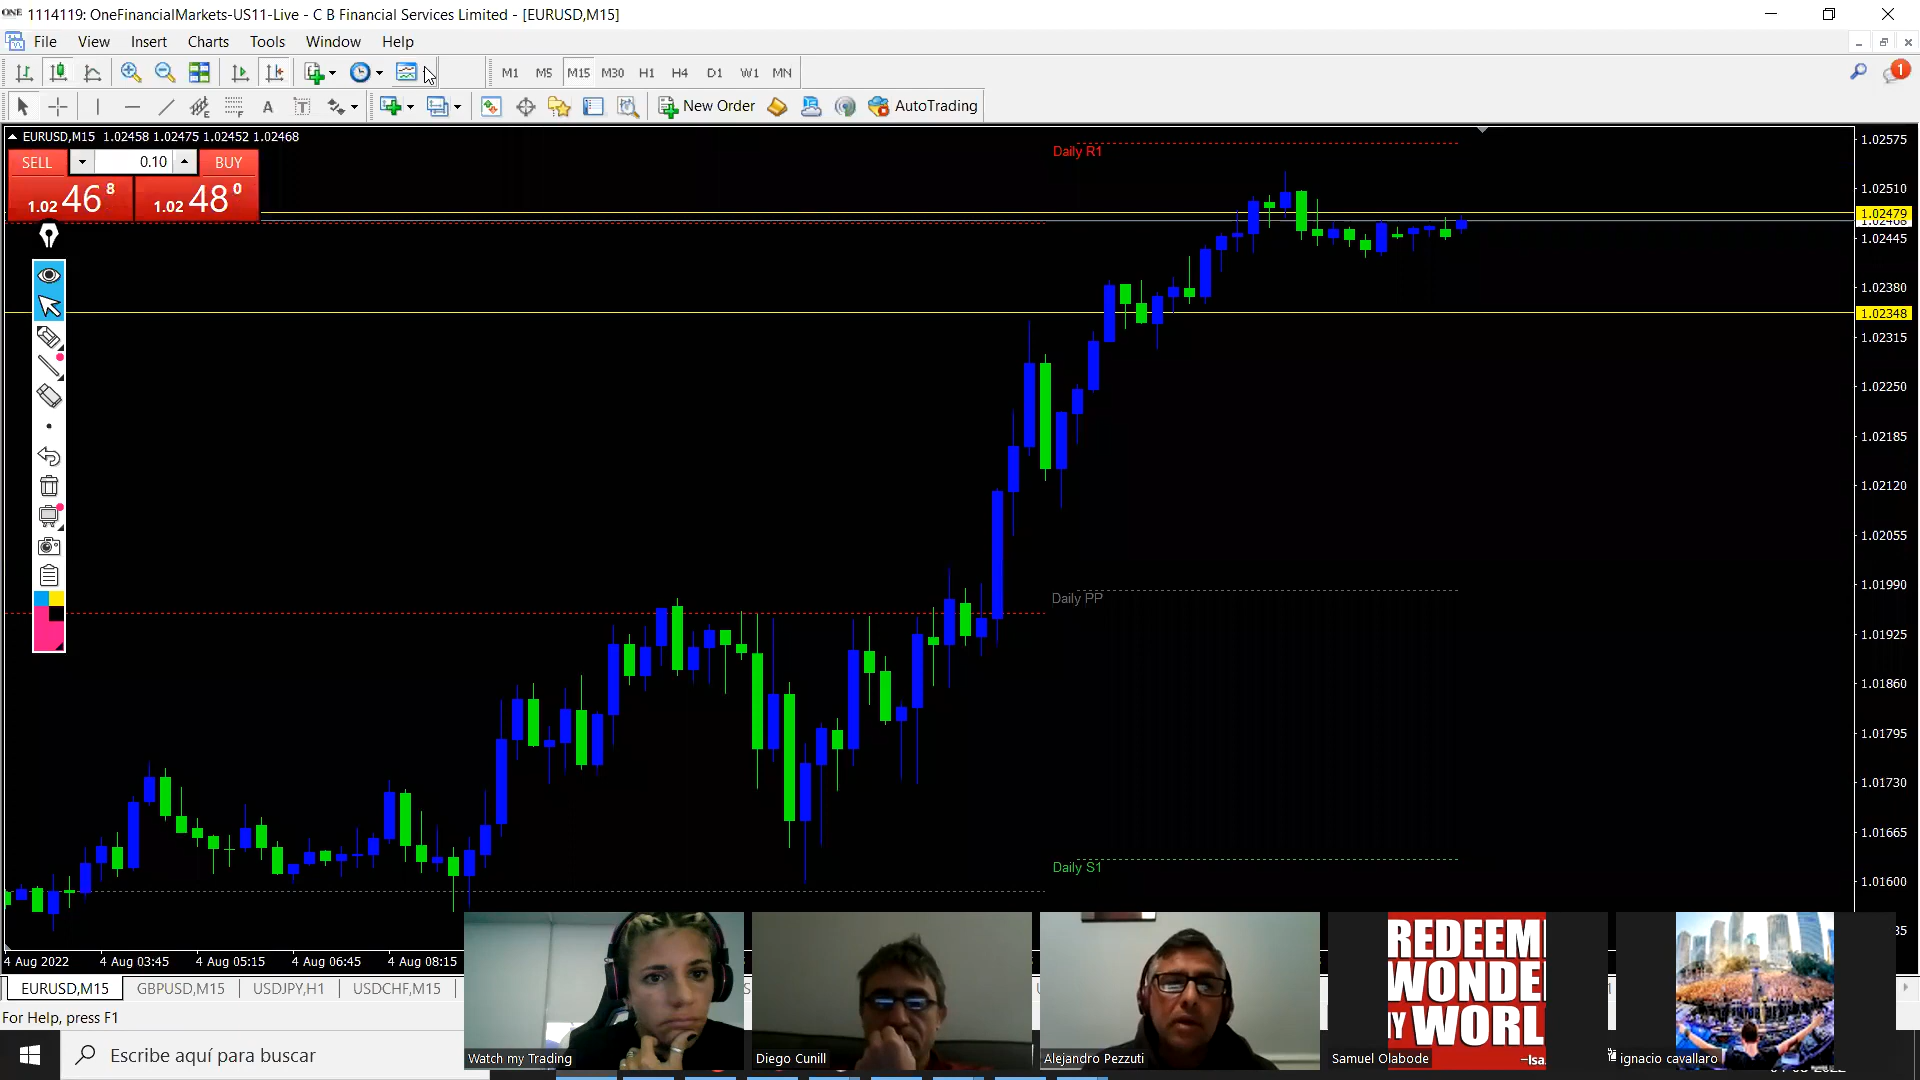 ONE 1114119: OneFinancialMarkets-US11-Live - C B Financial Services Limited - [EURUSD,M15]
File View Insert Charts Tools Window Help
M1 M5 M15 M30 H1 H4 D1 W1 MN
1
A T New Order AutoTrading
EURUSD,M15 1.02458 1.02475 1.02452 1.02468
SELL 0.10 BUY
1.02 46 8 1.02 48 0
Daily R1
Daily PP
Daily S1
1.02575
1.02510
1.02479
1.02445
1.02380
1.02348
1.02315
1.02250
1.02185
1.02120
1.02055
1.01990
1.01925
1.01860
1.01795
1.01730
1.01665
1.01600
4 Aug 2022 4 Aug 03:45 4 Aug 05:15 4 Aug 06:45 4 Aug 08:15
EURUSD,M15 GBPUSD,M15 USDJPY,H1 USDCHF,M15
For Help, press F1
Escribe aquí para buscar
REDEEM
WONDE
MY WORL
–Isa.
Watch my Trading Diego Cunill Alejandro Pezzuti Samuel Olabode ignacio cavallaro